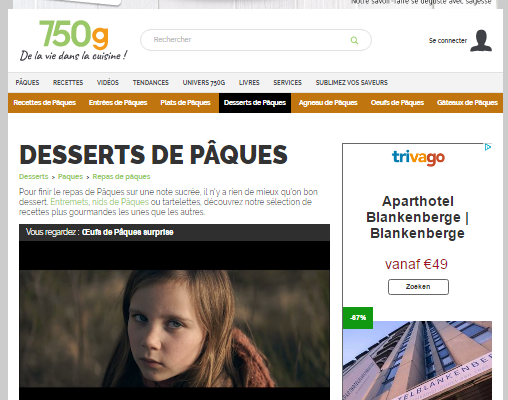 Notre savoir-faire se déguste avec sagesse
750g
De la vie dans la cuisine !
Rechercher
Se connecter
PÂQUES RECETTES VIDÉOS TENDANCES UNIVERS 750G LIVRES SERVICES SUBLIMEZ VOS SAVEURS
Recettes de Pâques Entrées de Pâques Plats de Pâques Desserts de Pâques Agneau de Pâques Oeufs de Pâques Gâteaux de Pâques
DESSERTS DE PÂQUES
Desserts > Paques > Repas de pâques
Pour finir le repas de Pâques sur une note sucrée, il n'y a rien de mieux qu'on bon
dessert. Entremets, nids de Pâques ou tartelettes, découvrez notre sélection de
recettes plus gourmandes les unes que les autres.
Vous regardez : Œufs de Pâques surprise
trivago
Aparthotel
Blankenberge |
Blankenberge
vanaf €49
Zoeken
-67%